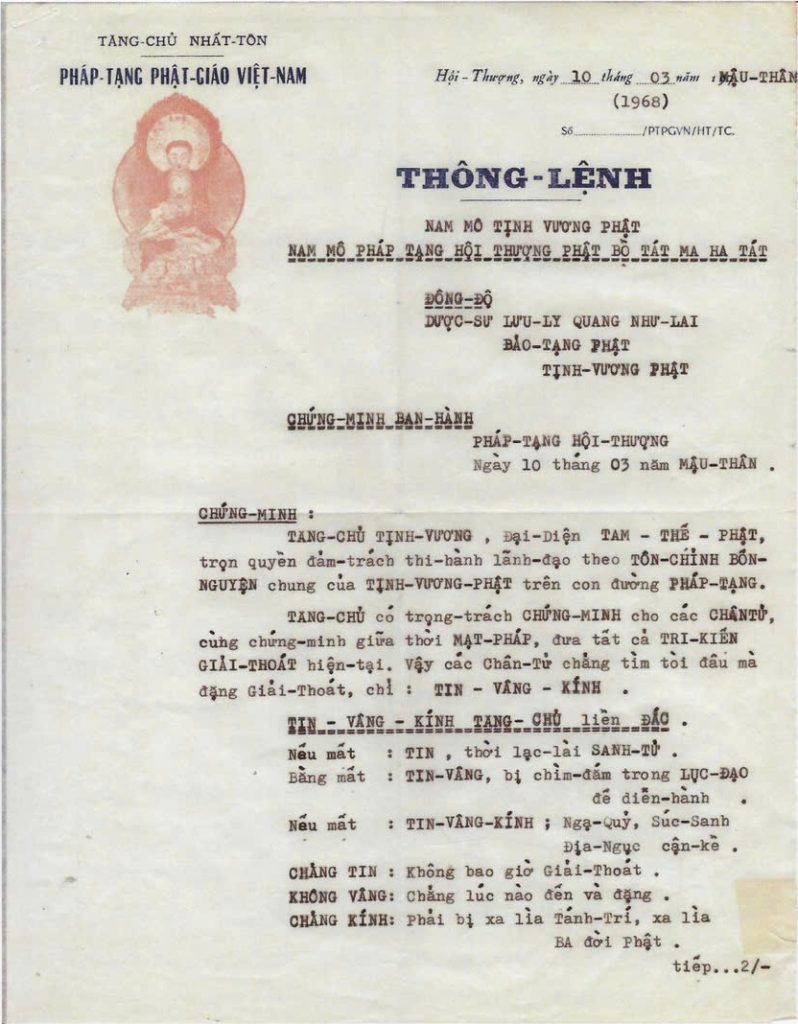 TĂNG-CHỦ NHẤT-TÔN
PHÁP-TẠNG PHẬT-GIÁO VIỆT-NAM
Hội-Thượng, ngày 10 tháng 03 năm MẬU-THÂN
(1968)
Số............../PTPGVN/HT/TC.
THÔNG-LỆNH
NAM MÔ TỊNH VƯƠNG PHẬT
NAM MÔ PHÁP TẠNG HỘI THƯỢNG PHẬT BỒ TÁT MA HA TÁT
ĐỒNG-ĐỘ
DƯỢC-SƯ LƯU-LY QUANG NHƯ-LAI
BẢO-TẠNG PHẬT
TỊNH-VƯƠNG PHẬT
CHỨNG-MINH BAN-HÀNH
PHÁP-TẠNG HỘI-THƯỢNG
Ngày 10 tháng 03 năm MẬU-THÂN .
CHỨNG-MINH :
TĂNG-CHỦ TỊNH-VƯƠNG , Đại-Diện TAM - THẾ - PHẬT,
trọn quyền đảm-trách thi-hành lãnh-đạo theo TÔN-CHỈNH BỔN-
NGUYỆN chung của TỊNH-VƯƠNG-PHẬT trên con đường PHÁP-TẠNG.
TĂNG-CHỦ có trọng-trách CHỨNG-MINH cho các CHÂNTỬ,
cùng chứng-minh giữa thời MẠT-PHÁP, đưa tất cả TRI-KIẾN
GIẢI-THOÁT hiện-tại. Vậy các Chân-Tử chẳng tìm tòi đâu mà
đặng Giải-Thoát, chỉ : TIN - VÂNG - KÍNH .
TIN - VÂNG - KÍNH TĂNG- CHỦ liền ĐẮC .
Nếu mất : TIN , thời lạc-lài SANH-TỬ .
Bằng mất : TIN-VÂNG, bị chìm-đắm trong LỤC-ĐẠO
để diễn-hành .
Nếu mất : TIN-VÂNG-KÍNH ; Ngạ-Quỷ, Súc-Sanh
Địa-Ngục cận-kề .
CHẲNG TIN : Không bao giờ Giải-Thoát .
KHÔNG VÂNG: Chẳng lúc nào đến và đặng .
CHẲNG KÍNH: Phải bị xa lìa Tánh-Trí, xa lìa
BA đời Phật .
tiếp...2/-